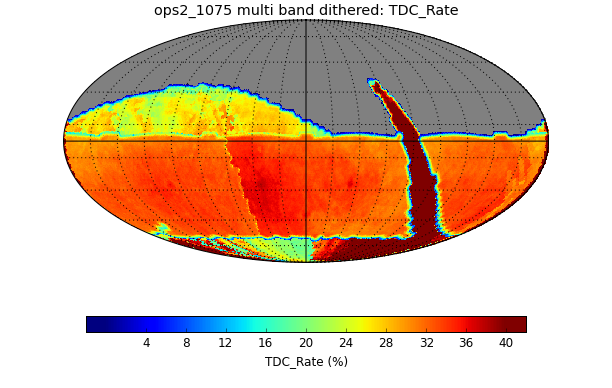 ops2_1075 multi band dithered: TDC_Rate
4 8 12 16 20 24 28 32 36 40
TDC_Rate (%)